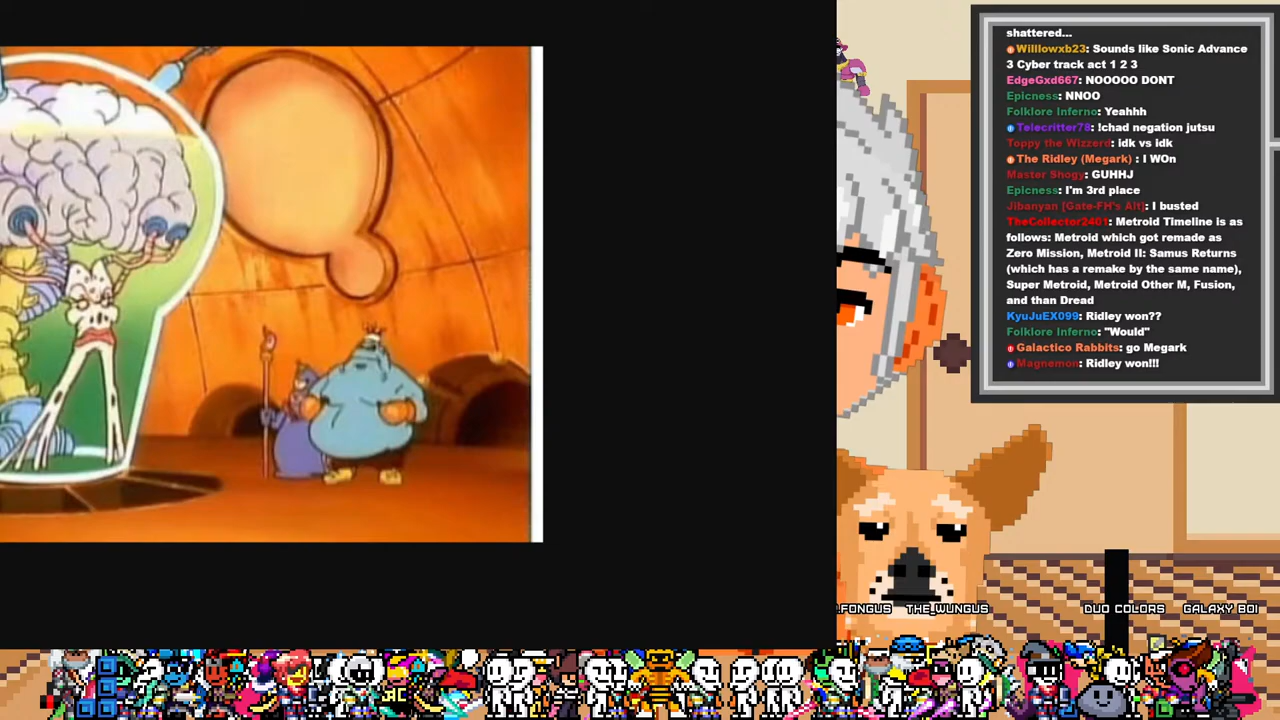 shattered...
Willlowxb23: Sounds like Sonic Advance
3 Cyber track act 1 2 3
EdgeGxd667: NOOOOO DONT
Epicness: NNOO
Folklore Inferno: Yeahhh
Telecritter78: !chad negation jutsu
Toppy the Wizzerd: idk vs idk
The Ridley (Megark) : I WOn
Master Shogy: GUHHJ
Epicness: I'm 3rd place
Jibanyan [Gate-FH's Alt]: I busted
TheCollector2401: Metroid Timeline is as
follows: Metroid which got remade as
Zero Mission, Metroid II: Samus Returns
(which has a remake by the same name),
Super Metroid, Metroid Other M, Fusion,
and than Dread
KyuJuEX099: Ridley won??
Folklore Inferno: "Would"
Galactico Rabbits: go Megark
Magnemon: Ridley won!!!
.FONGUS THE_WUNGUS DUO COLORS GALAXY BOI